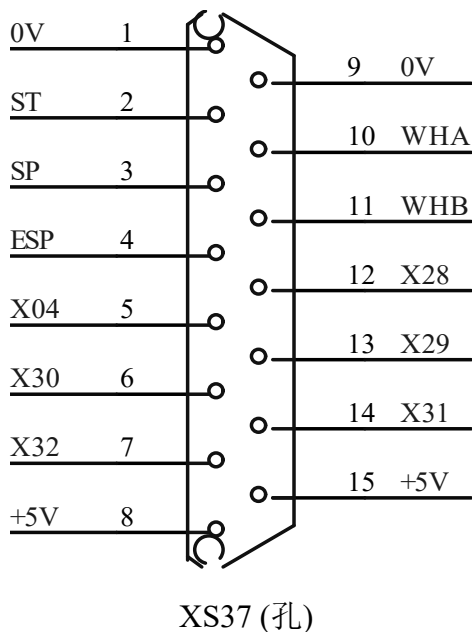 0V 1
ST 2
SP 3
ESP 4
X04 5
X30 6
X32 7
+5V 8
9 0V
10 WHA
11 WHB
12 X28
13 X29
14 X31
15 +5V
XS37 (孔)